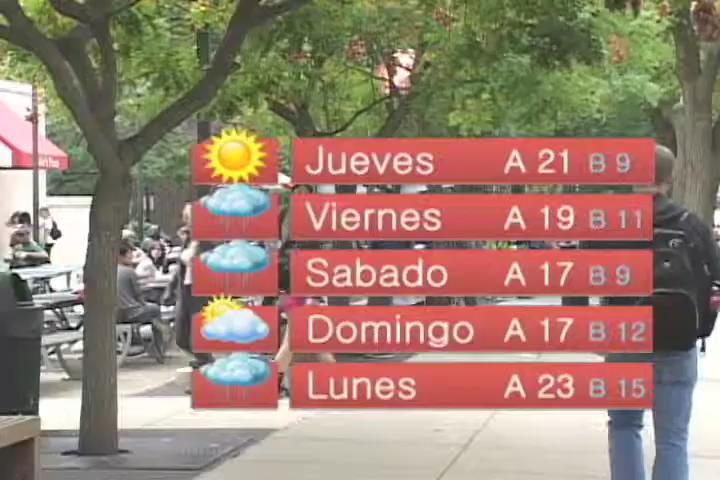 Jueves A 21 B 9
Viernes A 19 B 11
Sabado A 17 B 9
Domingo A 17 B 12
Lunes A 23 B 15